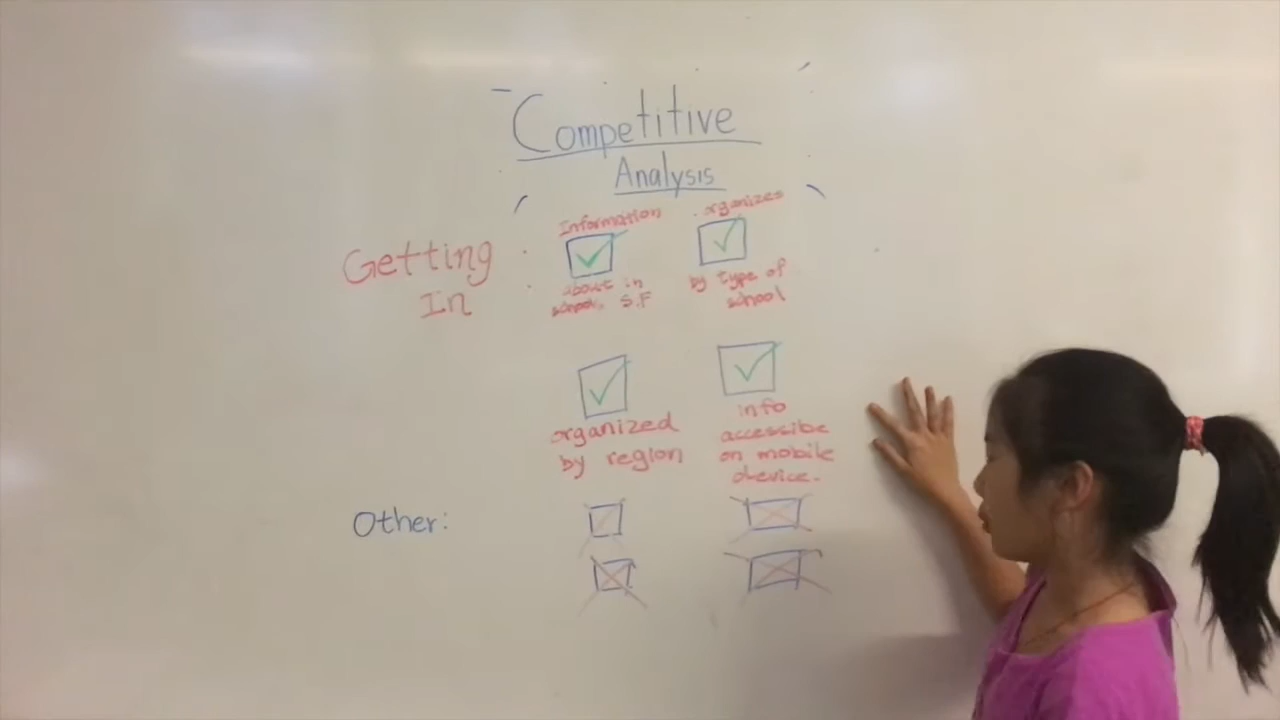 Competitive
Analysis
Getting
In
:
Information
about in
school. S.F
organizes
by type of
school
organized
by region
info
accessibe
on mobile
device.
Other: